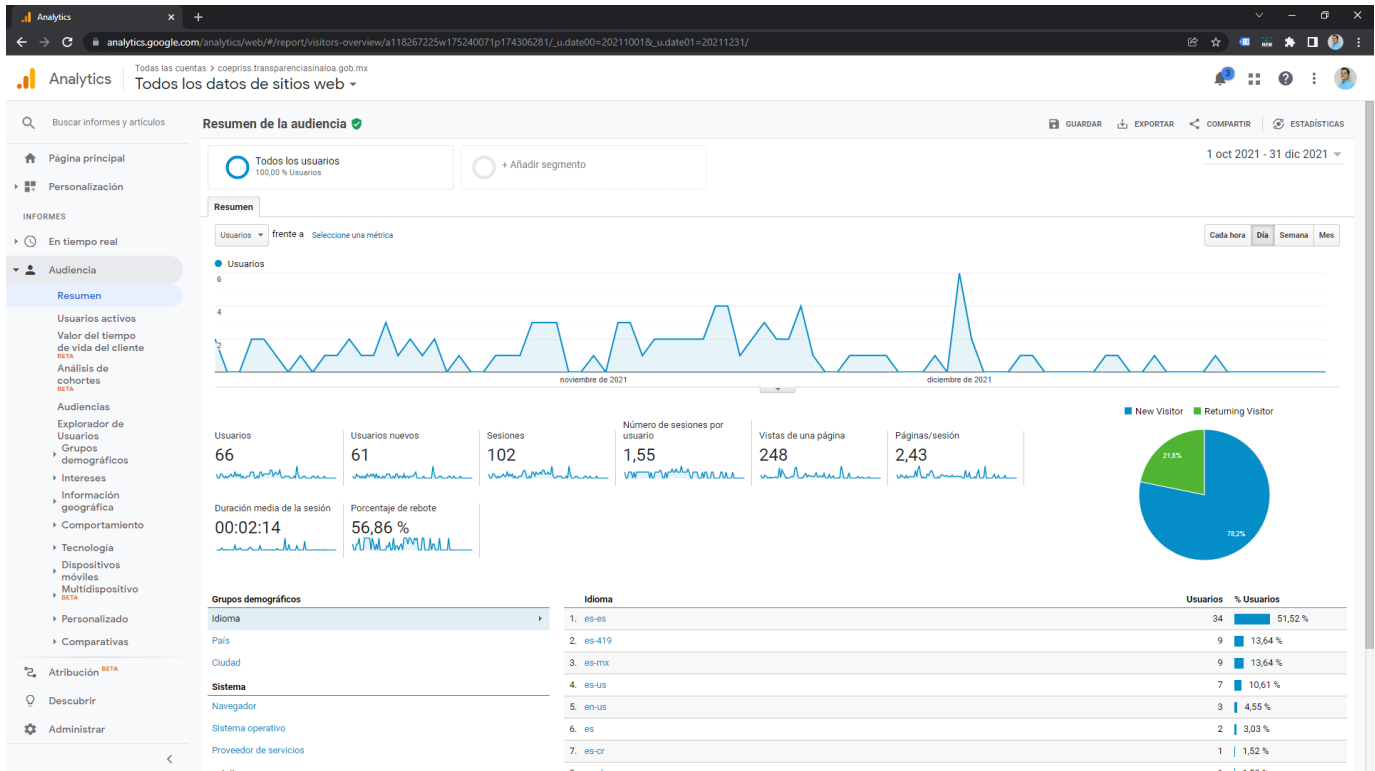 Analytics
analytics.google.com/analytics/web/#/report/visitors-overview/a118267225w175240071p174306281/_u.date00=20211001&_u.date01=20211231/
NEW
Analytics
Todas las cuentas > coepriss.transparenciasinaloa.gob.mx
Todos los datos de sitios web
3
Buscar informes y artículos
Página principal
Personalización
INFORMES
En tiempo real
Audiencia
Resumen
Usuarios activos
Valor del tiempo
de vida del cliente
BETA
Análisis de
cohortes
BETA
Audiencias
Explorador de
Usuarios
Grupos
demográficos
Intereses
Información
geográfica
Comportamiento
Tecnología
Dispositivos
móviles
Multidispositivo
BETA
Personalizado
Comparativas
Atribución BETA
Descubrir
Administrar
Resumen de la audiencia
GUARDAR
EXPORTAR
COMPARTIR
ESTADÍSTICAS
Todos los usuarios
100,00 % Usuarios
+ Añadir segmento
1 oct 2021 - 31 dic 2021
Resumen
Usuarios frente a Seleccione una métrica
Cada hora Día Semana Mes
Usuarios
6
4
2
noviembre de 2021
diciembre de 2021
New Visitor Returning Visitor
21,8%
78,2%
Usuarios
66
Usuarios nuevos
61
Sesiones
102
Número de sesiones por
usuario
1,55
Vistas de una página
248
Páginas/sesión
2,43
Duración media de la sesión
00:02:14
Porcentaje de rebote
56,86 %
Grupos demográficos
Idioma
País
Ciudad
Sistema
Navegador
Sistema operativo
Proveedor de servicios
Idioma Usuarios % Usuarios
1. es-es 34 51,52 %
2. es-419 9 13,64 %
3. es-mx 9 13,64 %
4. es-us 7 10,61 %
5. en-us 3 4,55 %
6. es 2 3,03 %
7. es-cr 1 1,52 %